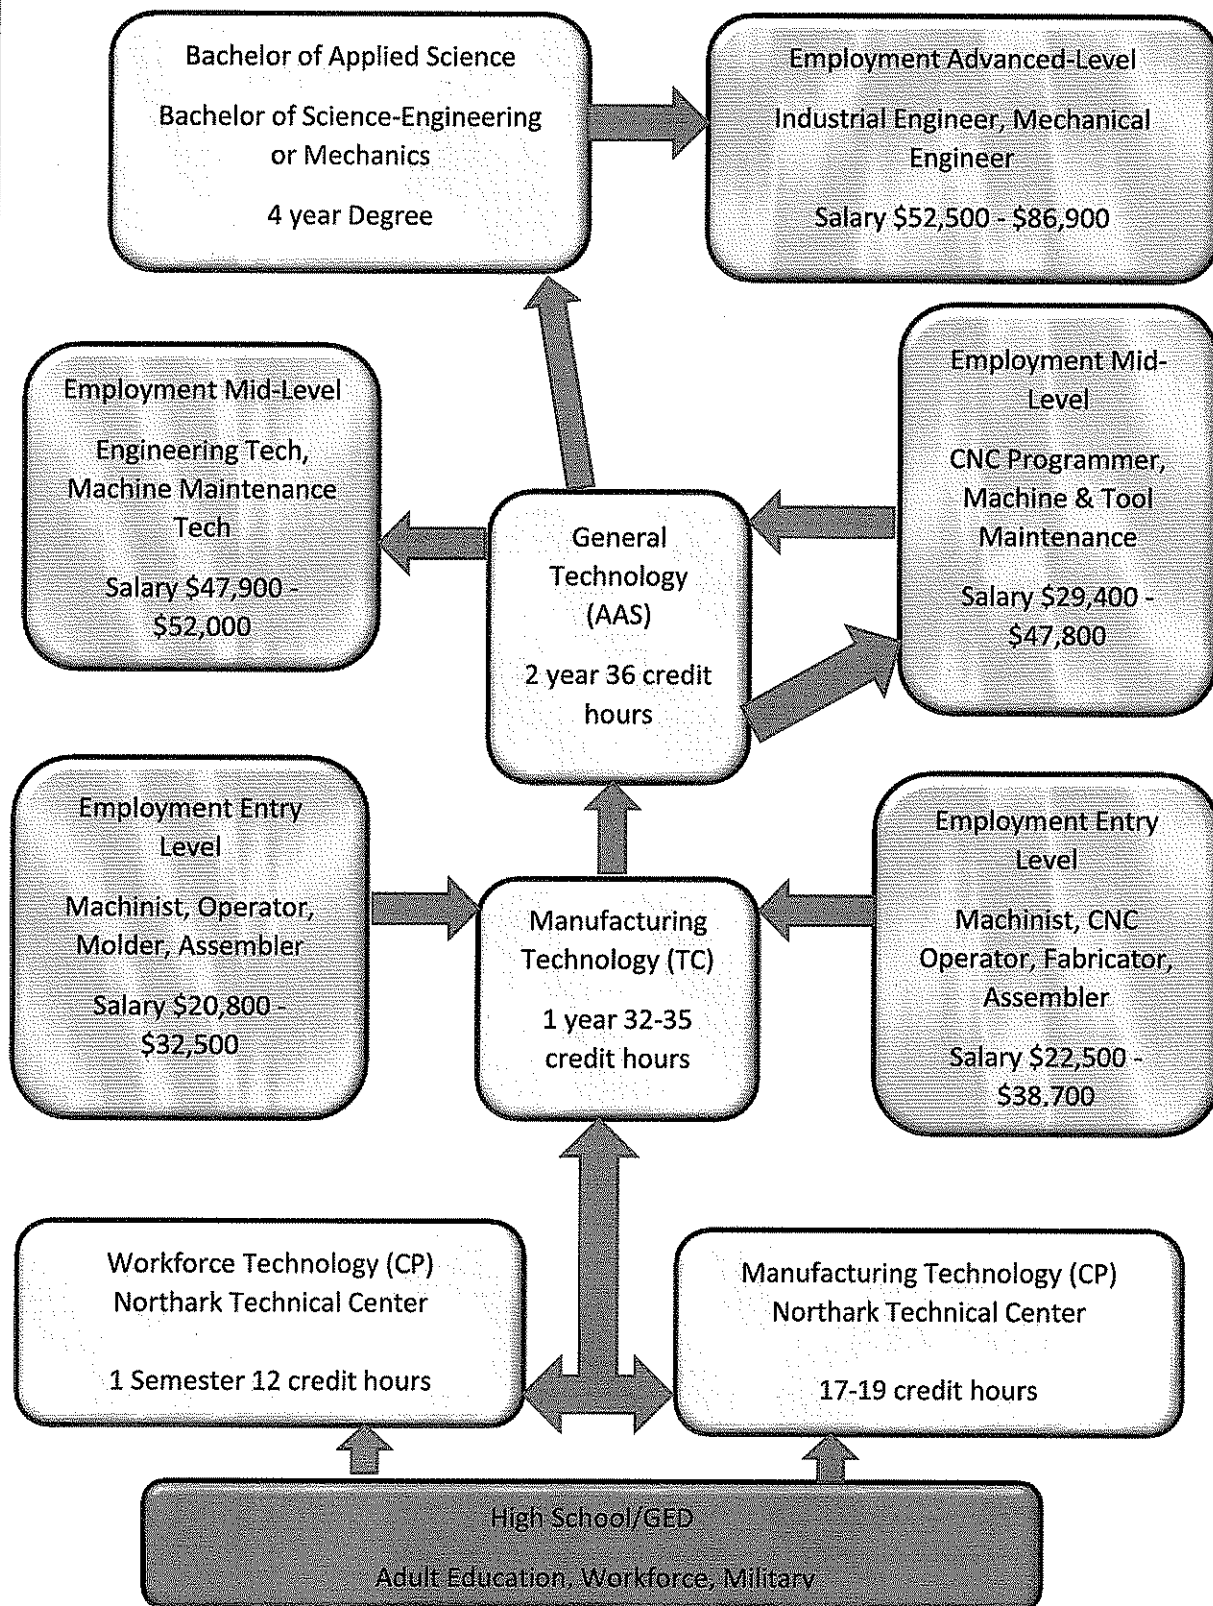 Bachelor of Applied Science
Bachelor of Science-Engineering
or Mechanics
4 year Degree
Employment Advanced-Level
Industrial Engineer, Mechanical
Engineer
Salary $52,500 - $86,900
Employment Mid-Level
Engineering Tech,
Machine Maintenance
Tech
Salary $47,900 -
$52,000
General
Technology
(AAS)
2 year 36 credit
hours
Employment Mid-
Level
CNC Programmer,
Machine & Tool
Maintenance
Salary $29,400 -
$47,800
Employment Entry
Level
Machinist, Operator,
Molder, Assembler
Salary $20,800 -
$32,500
Manufacturing
Technology (TC)
1 year 32-35
credit hours
Employment Entry
Level
Machinist, CNC
Operator, Fabricator,
Assembler
Salary $22,500 -
$38.700
Workforce Technology (CP)
Northark Technical Center
1 Semester 12 credit hours
Manufacturing Technology (CP)
Northark Technical Center
17-19 credit hours
High School/GED
Adult Education, Workforce, Military